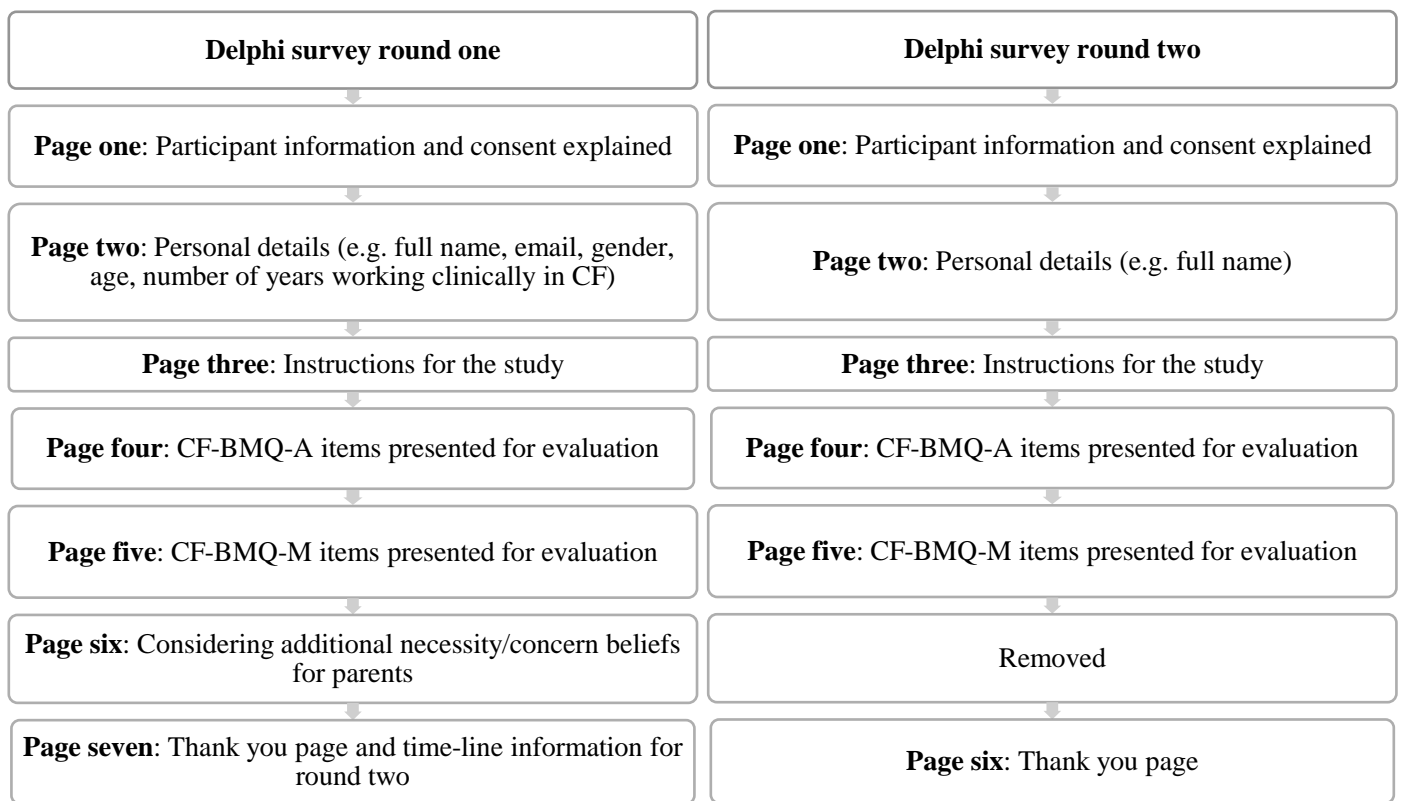 Delphi survey round one
Page one: Participant information and consent explained
Page two: Personal details (e.g. full name, email, gender,
age, number of years working clinically in CF)
Page three: Instructions for the study
Page four: CF-BMQ-A items presented for evaluation
Page five: CF-BMQ-M items presented for evaluation
Page six: Considering additional necessity/concern beliefs
for parents
Page seven: Thank you page and time-line information for
round two
Delphi survey round two
Page one: Participant information and consent explained
Page two: Personal details (e.g. full name)
Page three: Instructions for the study
Page four: CF-BMQ-A items presented for evaluation
Page five: CF-BMQ-M items presented for evaluation
Removed
Page six: Thank you page